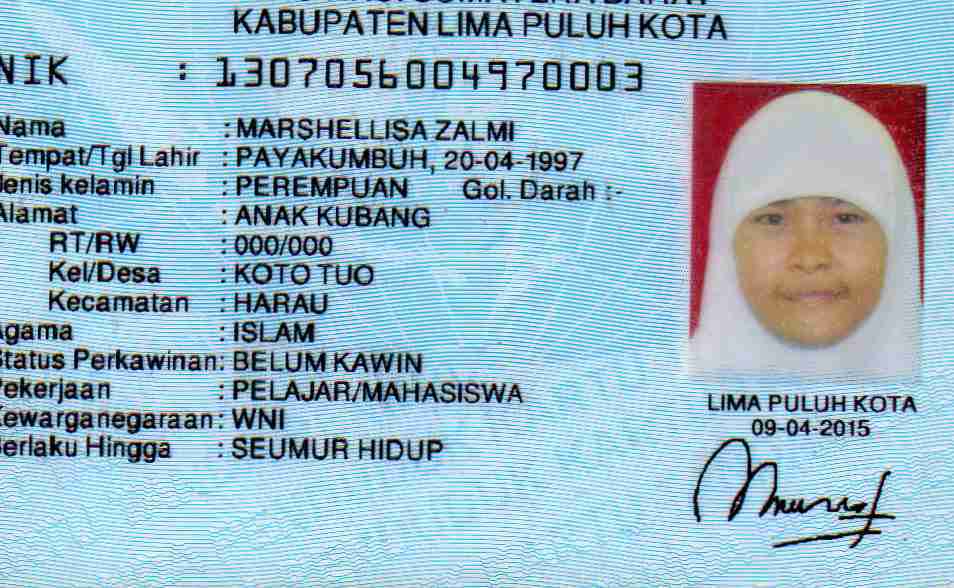 KABUPATEN LIMA PULUH KOTA
NIK : 1307056004970003
Nama : MARSHELLISA ZALMI
Tempat/Tgl Lahir : PAYAKUMBUH, 20-04-1997
Jenis kelamin : PEREMPUAN Gol. Darah :-
Alamat : ANAK KUBANG
RT/RW : 000/000
Kel/Desa : KOTO TUO
Kecamatan : HARAU
Agama : ISLAM
Status Perkawinan: BELUM KAWIN
Pekerjaan : PELAJAR/MAHASISWA
Kewarganegaraan: WNI
Berlaku Hingga : SEUMUR HIDUP
LIMA PULUH KOTA
09-04-2015